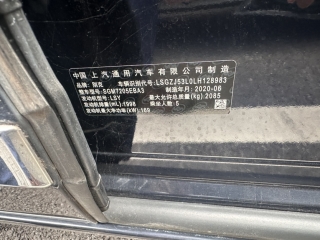 中国 上汽通用汽车有限公司制造
品牌：别克 车辆识别代号：LSGZJ53L0LH128983
整车型号：SGM7205EBA3 制造年月：2020-06
发动机型号：LSY 最大允许总质量(kg)：2085
发动机排量(mL)：1998 乘坐人数：5
发动机最大净功率(kW)：169